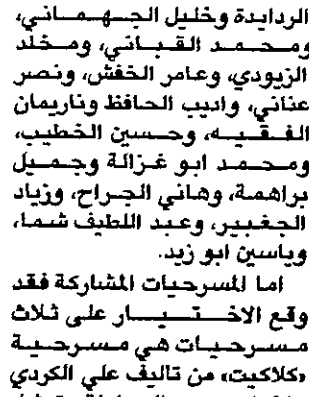 الردايدة وخليل الجهماني،
ومحمد القباني، ومخلد
الزيودي، وعامر الخفش، ونصر
عناني، واديب الحافظ وناريمان
الفقيه، وحسين الخطيب،
ومحمد ابو غزالة وجميل
براهمة، وهاني الجراح، وزياد
الجغبير، وعبد اللطيف شما،
وياسين ابو زيد.
اما المسرحيات المشاركة فقد
وقع الاختيار على ثلاث
مسرحيات هي مسرحية
«كلاكيت» من تاليف علي الكردي